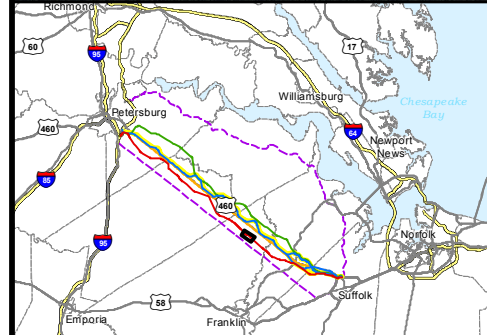 Richmond
60
95
17
Williamsburg
Chesapeake
Bay
Petersburg
64
Newport
News
460
85
460
95
Norfolk
58
Suffolk
Emporia
Franklin